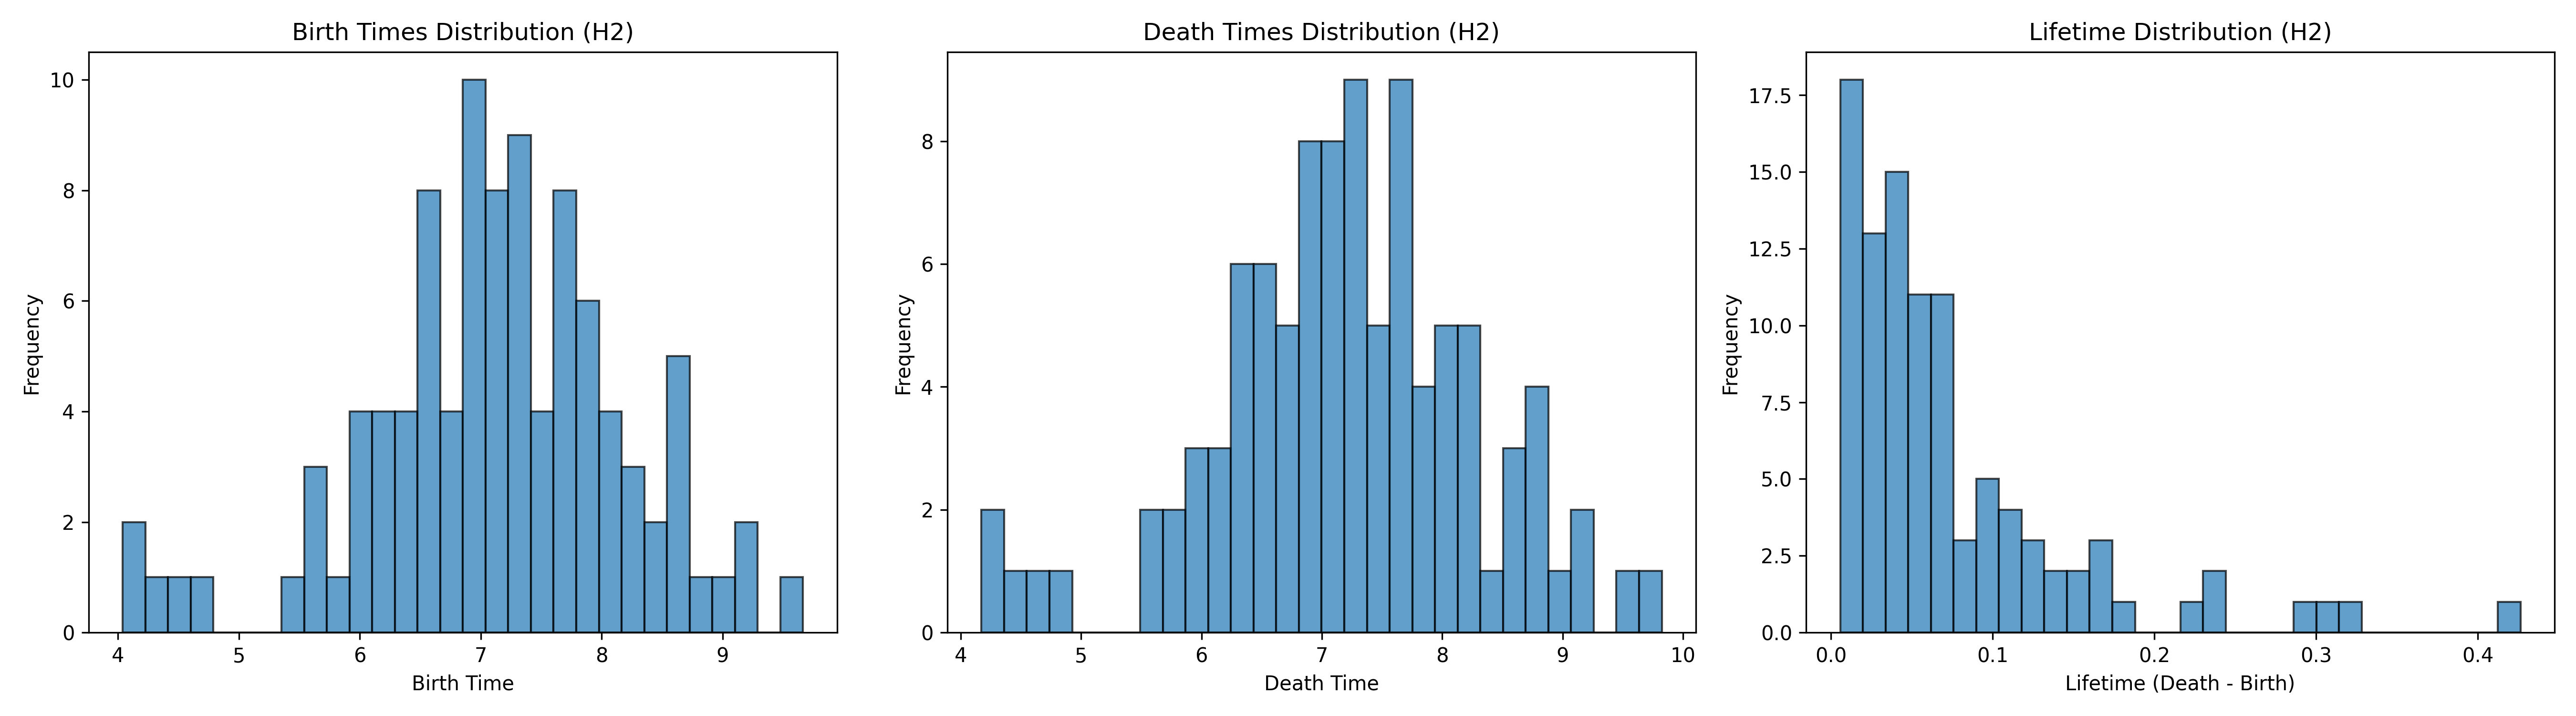 Birth Times Distribution (H2)
Frequency
10
8
6
4
2
0
4 5 6 7 8 9
Birth Time
Death Times Distribution (H2)
Frequency
8
6
4
2
0
4 5 6 7 8 9 10
Death Time
Lifetime Distribution (H2)
Frequency
17.5
15.0
12.5
10.0
7.5
5.0
2.5
0.0
0.0 0.1 0.2 0.3 0.4
Lifetime (Death - Birth)